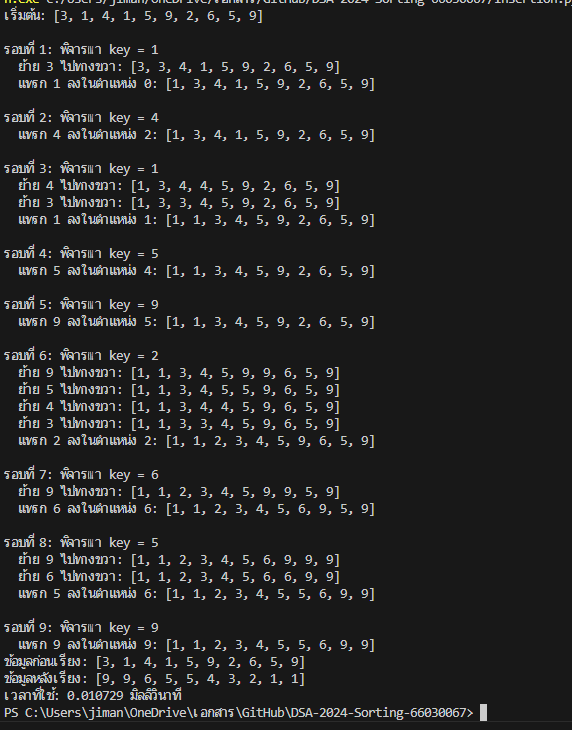 n.exe C:/Users/jiman/OneDrive/เอกสาร/GitHub/DSA-2024-Sorting-66030067/insertion.p
เริ่มต้น: [3, 1, 4, 1, 5, 9, 2, 6, 5, 9]
รอบที่ 1: พิจารณา key = 1
ย้าย 3 ไปทางขวา: [3, 3, 4, 1, 5, 9, 2, 6, 5, 9]
แทรก 1 ลงในตำแหน่ง 0: [1, 3, 4, 1, 5, 9, 2, 6, 5, 9]
รอบที่ 2: พิจารณา key = 4
แทรก 4 ลงในตำแหน่ง 2: [1, 3, 4, 1, 5, 9, 2, 6, 5, 9]
รอบที่ 3: พิจารณา key = 1
ย้าย 4 ไปทางขวา: [1, 3, 4, 4, 5, 9, 2, 6, 5, 9]
ย้าย 3 ไปทางขวา: [1, 3, 3, 4, 5, 9, 2, 6, 5, 9]
แทรก 1 ลงในตำแหน่ง 1: [1, 1, 3, 4, 5, 9, 2, 6, 5, 9]
รอบที่ 4: พิจารณา key = 5
แทรก 5 ลงในตำแหน่ง 4: [1, 1, 3, 4, 5, 9, 2, 6, 5, 9]
รอบที่ 5: พิจารณา key = 9
แทรก 9 ลงในตำแหน่ง 5: [1, 1, 3, 4, 5, 9, 2, 6, 5, 9]
รอบที่ 6: พิจารณา key = 2
ย้าย 9 ไปทางขวา: [1, 1, 3, 4, 5, 9, 9, 6, 5, 9]
ย้าย 5 ไปทางขวา: [1, 1, 3, 4, 5, 5, 9, 6, 5, 9]
ย้าย 4 ไปทางขวา: [1, 1, 3, 4, 4, 5, 9, 6, 5, 9]
ย้าย 3 ไปทางขวา: [1, 1, 3, 3, 4, 5, 9, 6, 5, 9]
แทรก 2 ลงในตำแหน่ง 2: [1, 1, 2, 3, 4, 5, 9, 6, 5, 9]
รอบที่ 7: พิจารณา key = 6
ย้าย 9 ไปทางขวา: [1, 1, 2, 3, 4, 5, 9, 9, 5, 9]
แทรก 6 ลงในตำแหน่ง 6: [1, 1, 2, 3, 4, 5, 6, 9, 5, 9]
รอบที่ 8: พิจารณา key = 5
ย้าย 9 ไปทางขวา: [1, 1, 2, 3, 4, 5, 6, 9, 9, 9]
ย้าย 6 ไปทางขวา: [1, 1, 2, 3, 4, 5, 6, 6, 9, 9]
แทรก 5 ลงในตำแหน่ง 6: [1, 1, 2, 3, 4, 5, 5, 6, 9, 9]
รอบที่ 9: พิจารณา key = 9
แทรก 9 ลงในตำแหน่ง 9: [1, 1, 2, 3, 4, 5, 5, 6, 9, 9]
ข้อมูลก่อนเรียง: [3, 1, 4, 1, 5, 9, 2, 6, 5, 9]
ข้อมูลหลังเรียง: [9, 9, 6, 5, 5, 4, 3, 2, 1, 1]
เวลาที่ใช้: 0.010729 มิลลิวินาที
PS C:\Users\jiman\OneDrive\เอกสาร\GitHub\DSA-2024-Sorting-66030067>